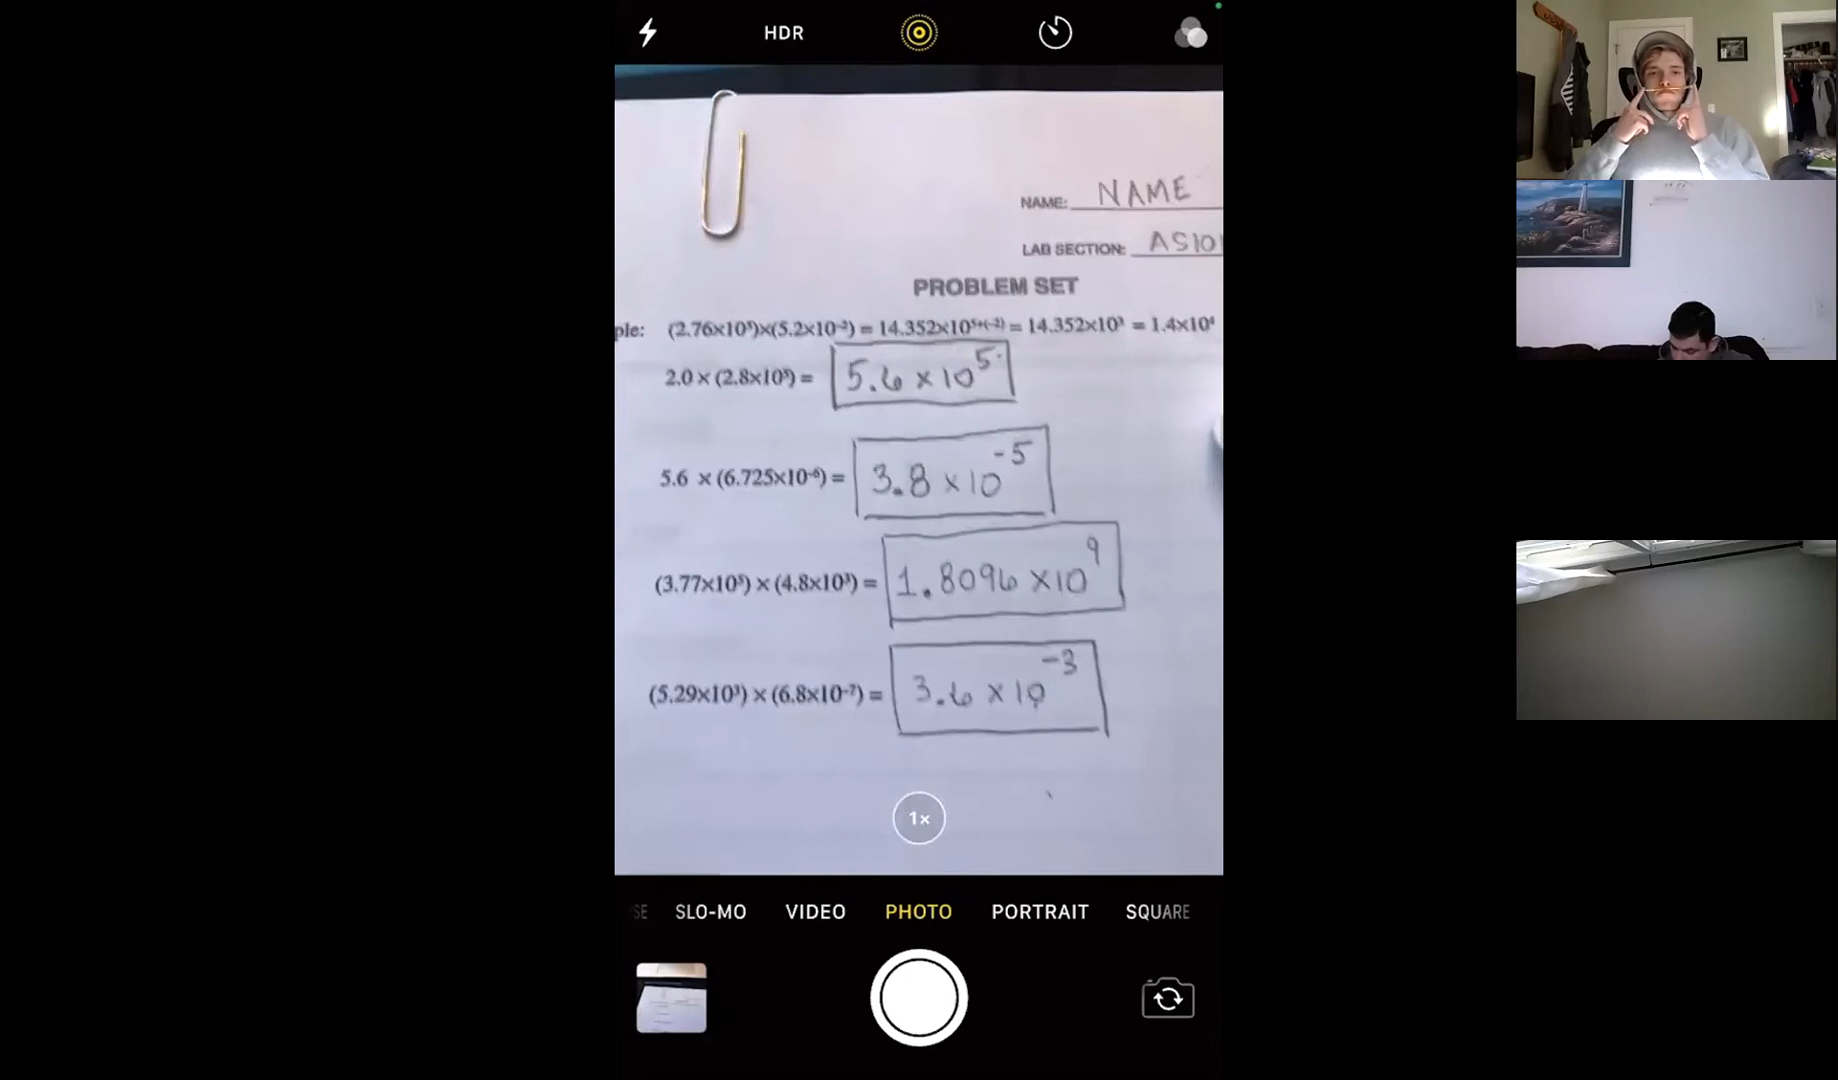 HDR
NAME: NAME
LAB SECTION: AS10
PROBLEM SET
ple: (2.76x10⁵)x(5.2x10⁻²) = 14.352x10⁵⁺⁽⁻²⁾ = 14.352x10³ = 1.4x10⁴
2.0 × (2.8x10⁵) = 5.6 x 10⁵
5.6 × (6.725x10⁻⁶) = 3.8 x 10⁻⁵
(3.77x10⁵) × (4.8x10³) = 1.8096 x10⁹
(5.29x10³) × (6.8x10⁻⁷) = 3.6 x 10⁻³
1×
SE SLO-MO VIDEO PHOTO PORTRAIT SQUARE